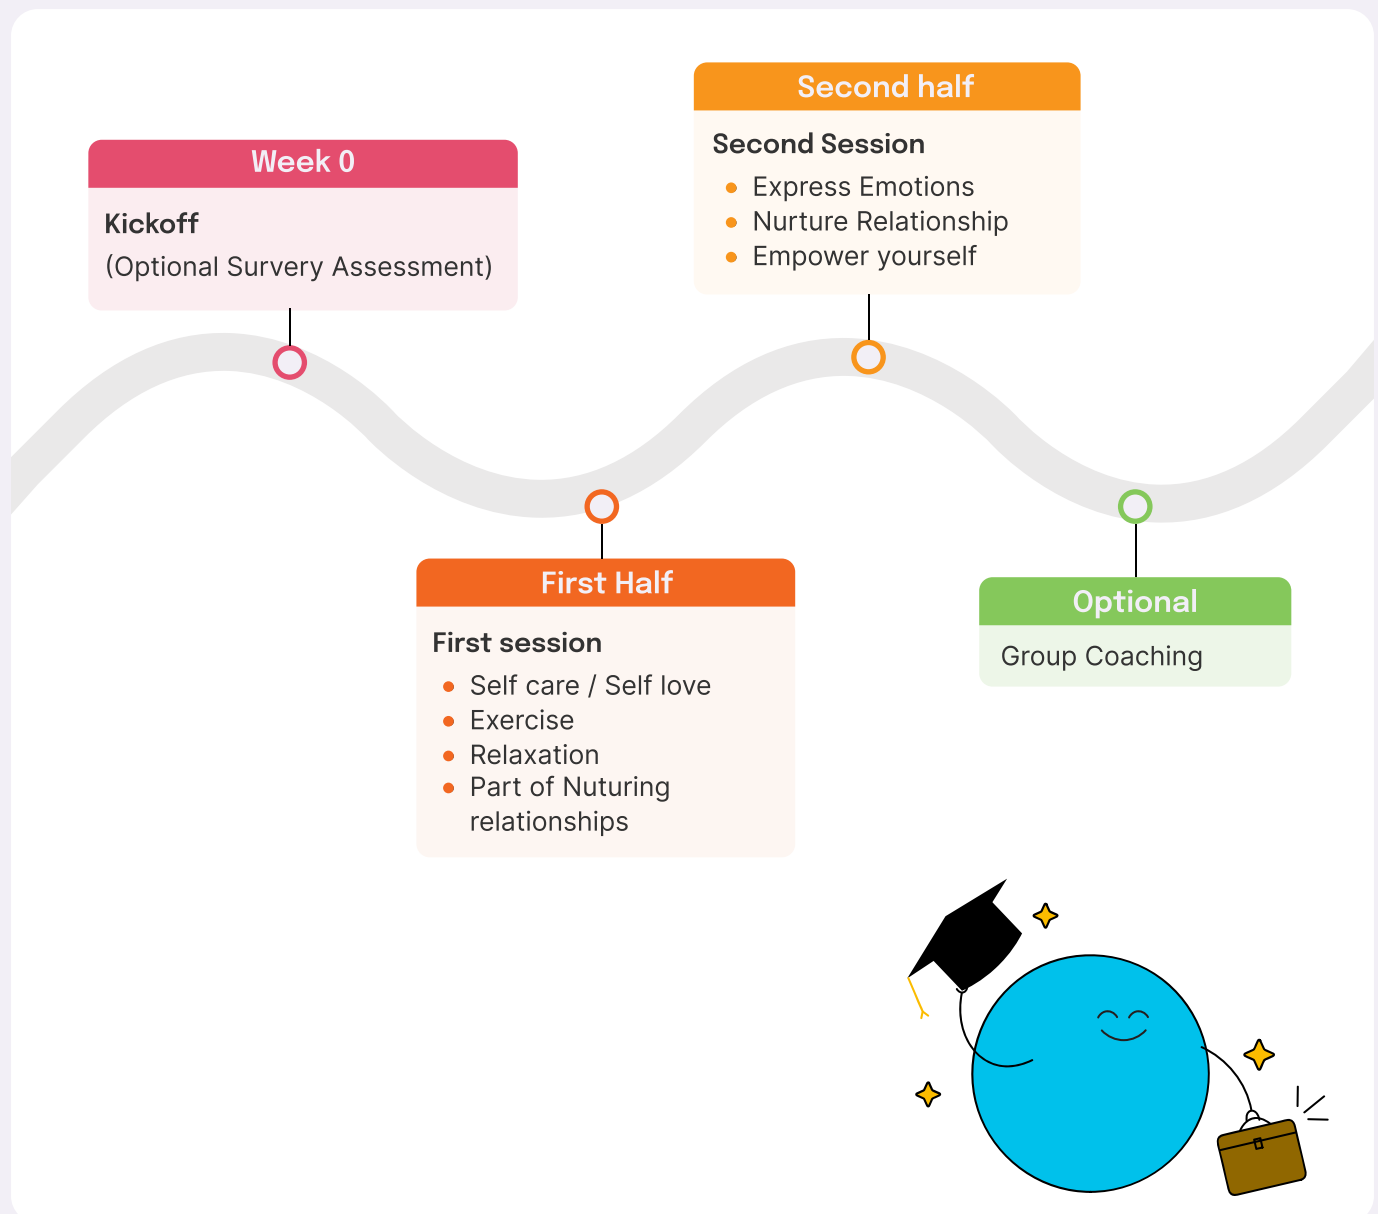 Week 0
Kickoff
(Optional Survery Assessment)
First Half
First session
Self care / Self love
Exercise
Relaxation
Part of Nuturing
relationships
Second half
Second Session
Express Emotions
Nurture Relationship
Empower yourself
Optional
Group Coaching